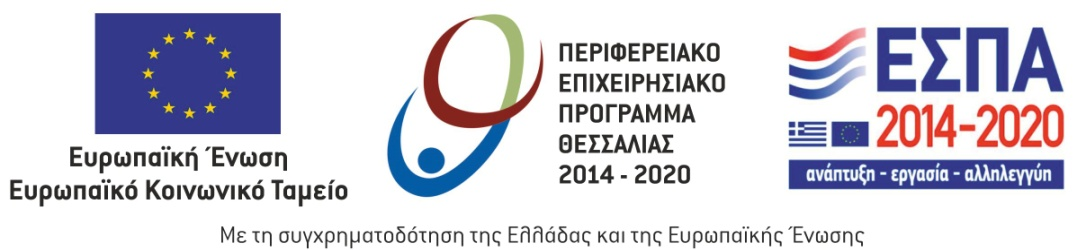 Ευρωπαϊκή Ένωση
Ευρωπαϊκό Κοινωνικό Ταμείο
ΠΕΡΙΦΕΡΕΙΑΚΟ
ΕΠΙΧΕΙΡΗΣΙΑΚΟ
ΠΡΟΓΡΑΜΜΑ
ΘΕΣΣΑΛΙΑΣ
2014 - 2020
ΕΣΠΑ
2014-2020
ανάπτυξη - εργασία - αλληλεγγύη
Με τη συγχρηματοδότηση της Ελλάδας και της Ευρωπαϊκής Ένωσης